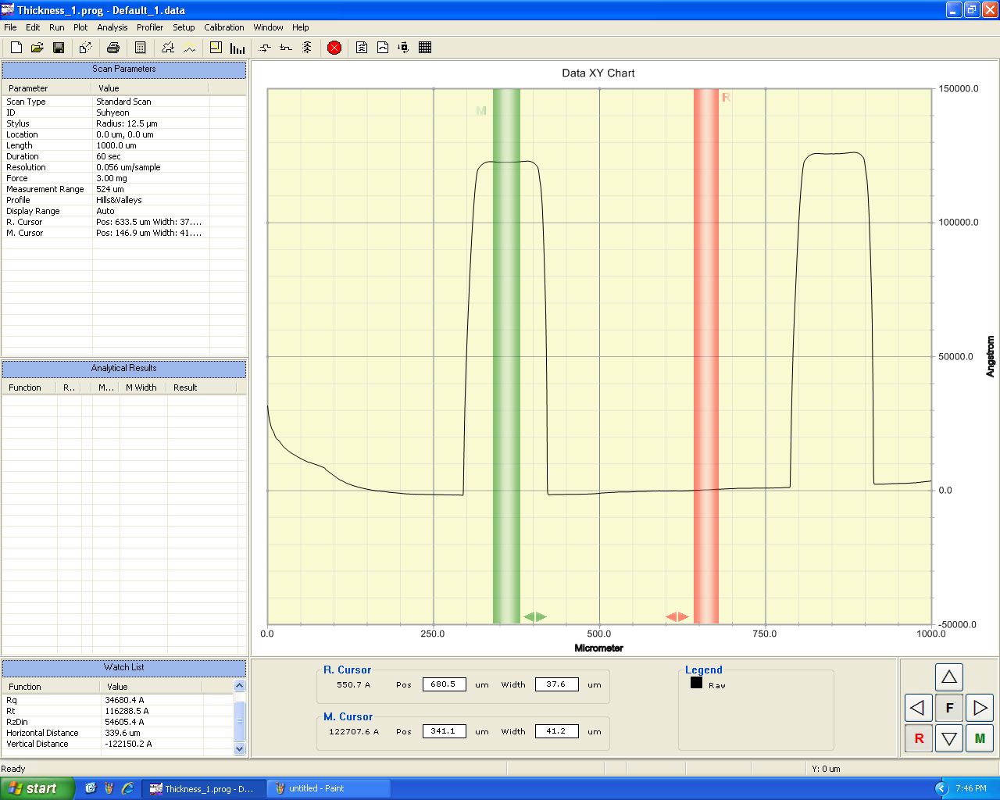 Thickness_1.prog - Default_1.data
File Edit Run Plot Analysis Profiler Setup Calibration Window Help
Scan Parameters
Parameter Value
Scan Type Standard Scan
ID Suhyeon
Stylus Radius: 12.5 µm
Location 0.0 um, 0.0 um
Length 1000.0 um
Duration 60 sec
Resolution 0.056 um/sample
Force 3.00 mg
Measurement Range 524 um
Profile Hills&Valleys
Display Range Auto
R. Cursor Pos: 633.5 um Width: 37....
M. Cursor Pos: 146.9 um Width: 41....
Analytical Results
Function R.. M... M Width Result
Watch List
Function Value
Rq 34680.4 A
Rt 116288.5 A
RzDin 54605.4 A
Horizontal Distance 339.6 um
Vertical Distance -122150.2 A
Data XY Chart
M
R
150000.0
100000.0
50000.0
0.0
-50000.0
Angstrom
0.0 250.0 500.0 750.0 1000.0
Micrometer
R. Cursor
550.7 A Pos 680.5 um Width 37.6 um
M. Cursor
122707.6 A Pos 341.1 um Width 41.2 um
Legend
Raw
F
R M
Ready
Y: 0 um
start Thickness_1.prog - D... untitled - Paint 7:46 PM